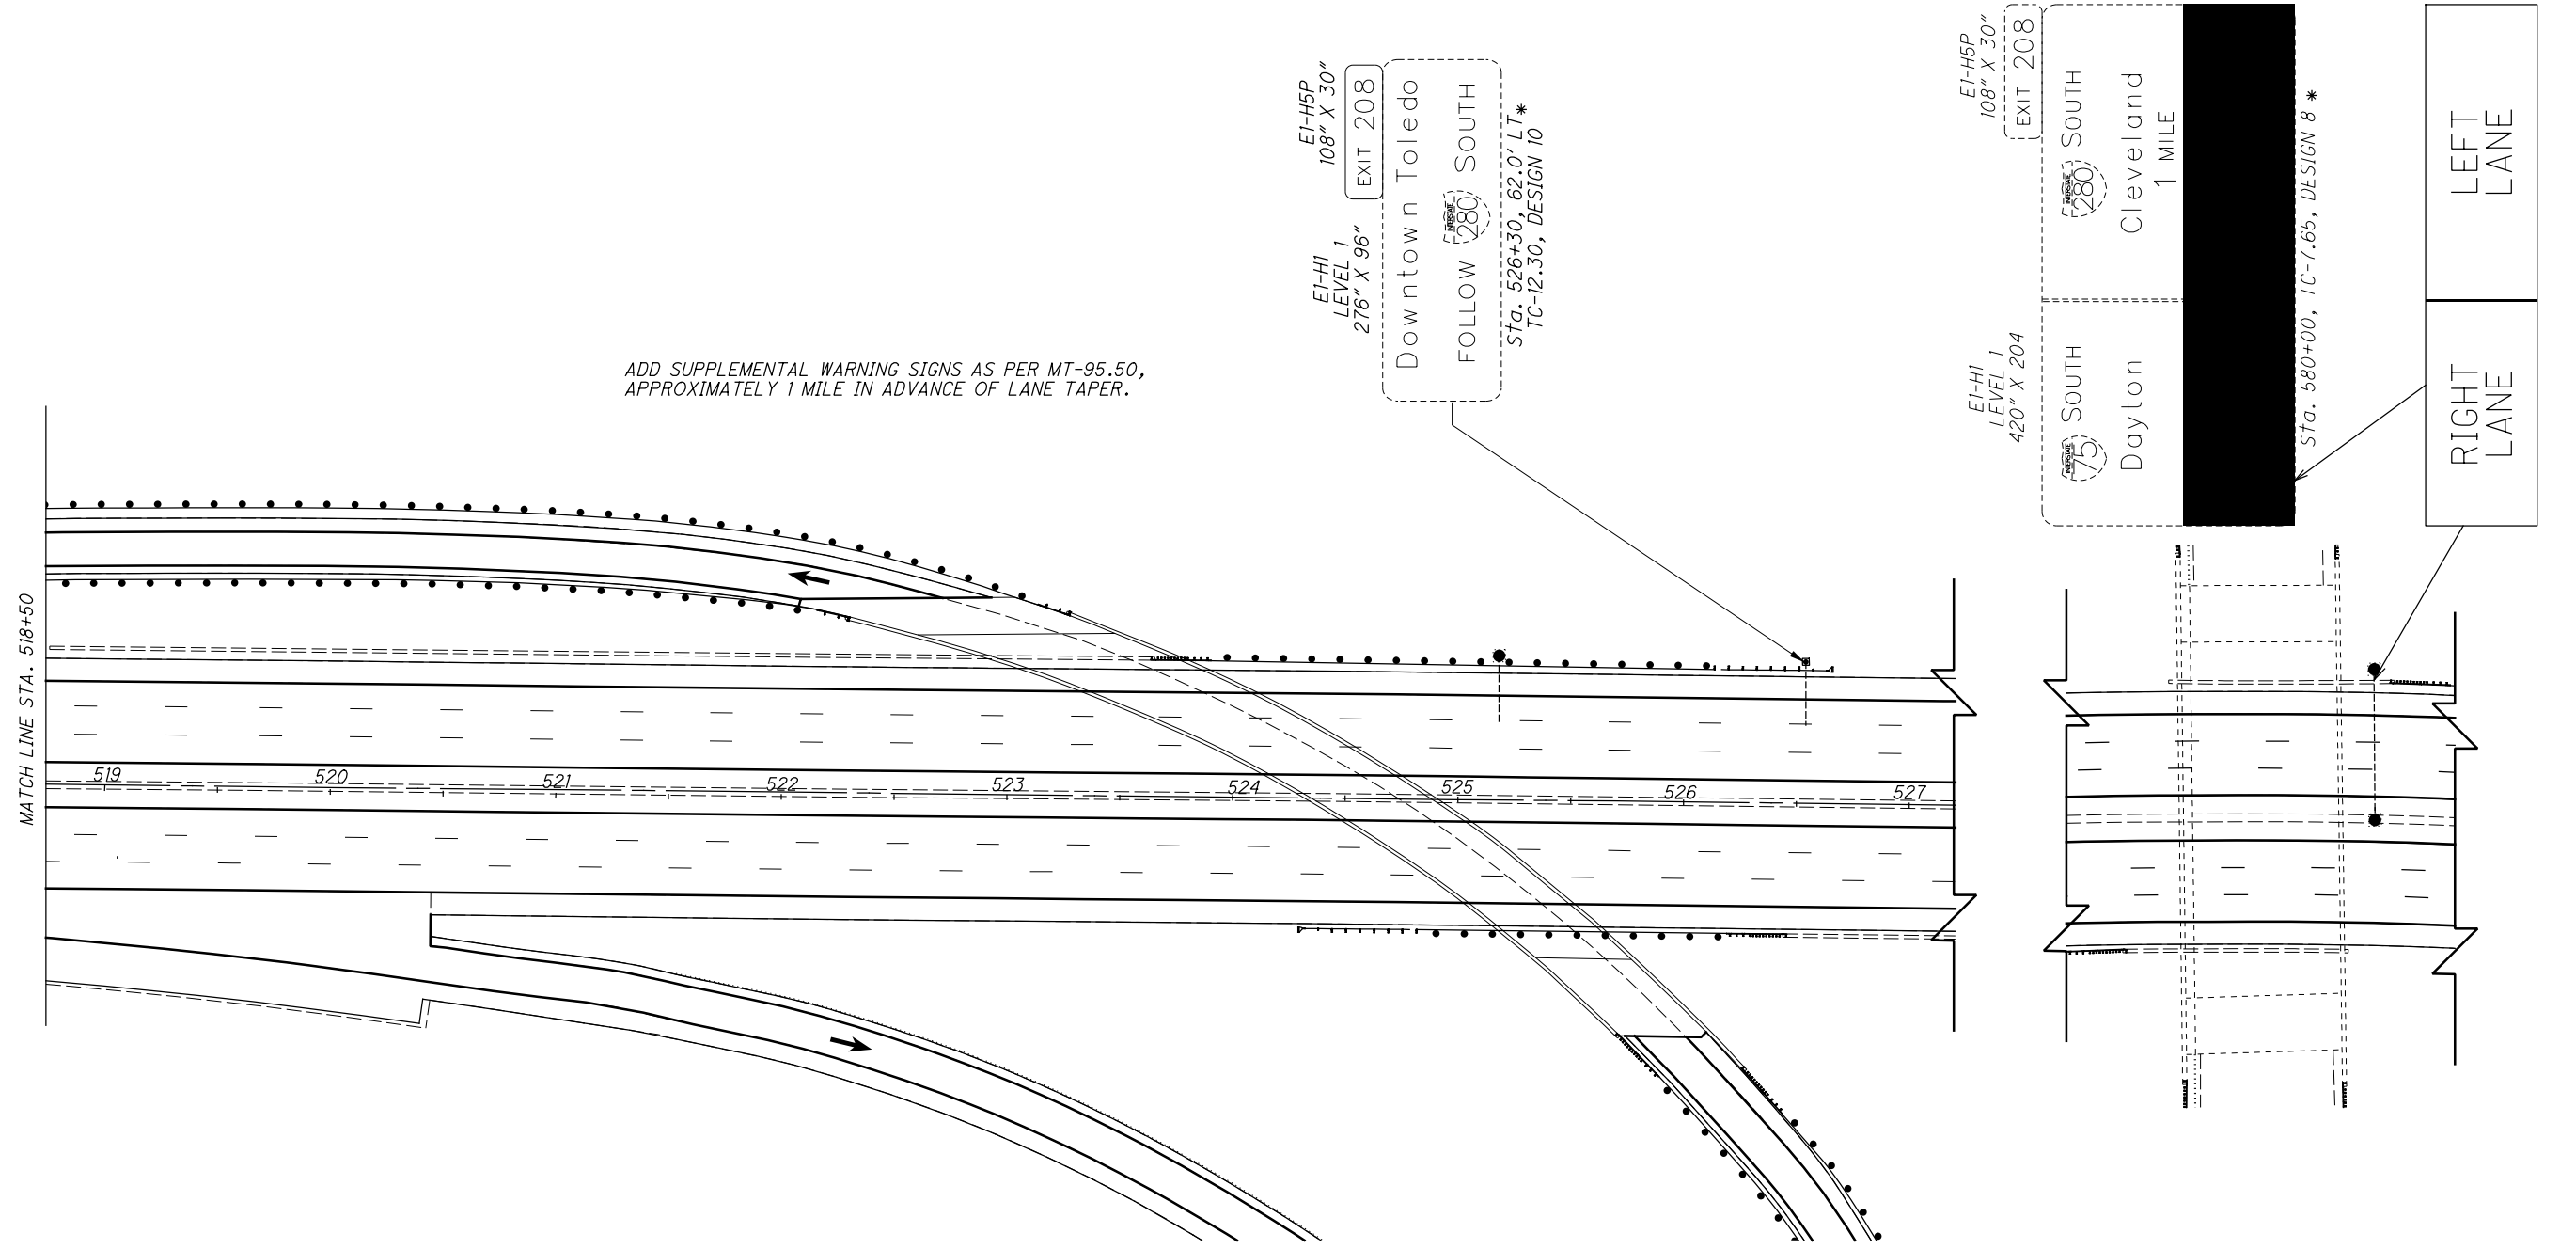 ADD SUPPLEMENTAL WARNING SIGNS AS PER MT-95.50,
APPROXIMATELY 1 MILE IN ADVANCE OF LANE TAPER.
MATCH LINE STA. 518+50
519
520
521
522
523
524
525
526
527
E1-H5P
108" X 30"
EXIT 208
E1-H1
LEVEL 1
276" X 96"
Downtown Toledo
FOLLOW INTERSTATE 280 SOUTH
Sta. 526+30, 62.0' LT*
TC-12.30, DESIGN 10
E1-H5P
108" X 30"
EXIT 208
E1-H1
LEVEL 1
420" X 204
INTERSTATE 75 SOUTH
Dayton
INTERSTATE 280 SOUTH
Cleveland
1 MILE
Sta. 580+00, TC-7.65, DESIGN 8 *
LEFT
LANE
RIGHT
LANE